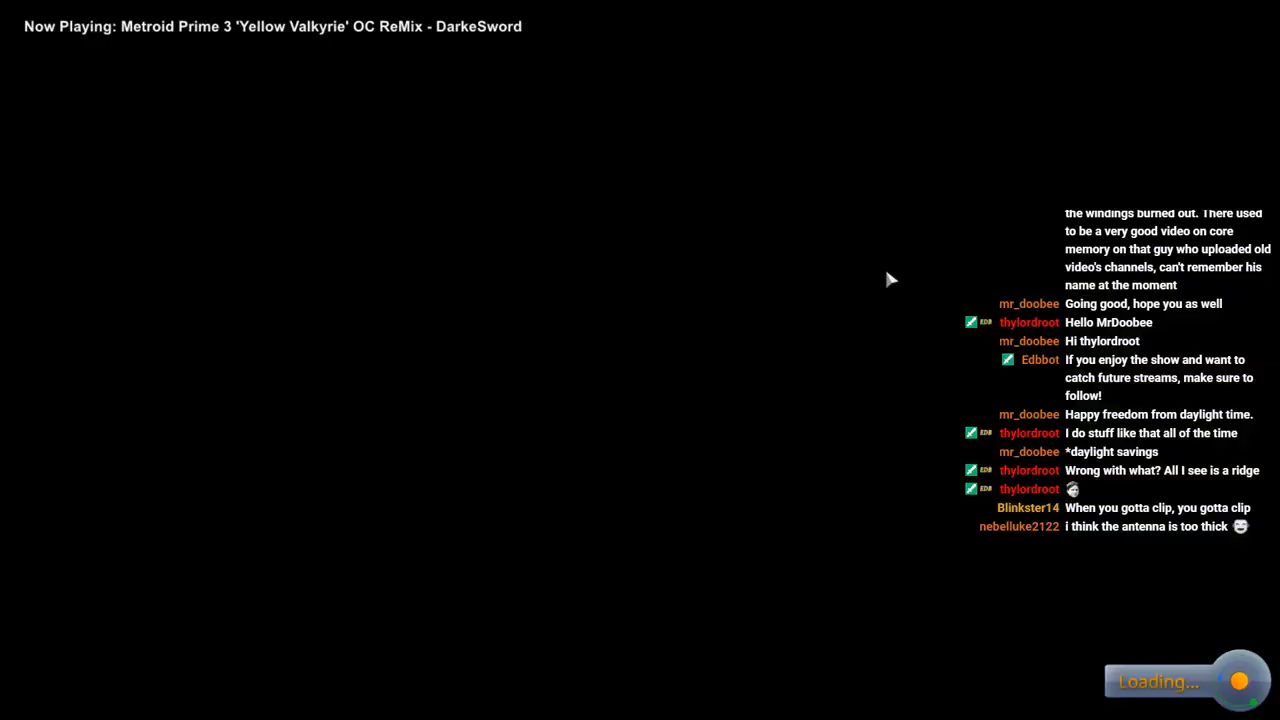 Now Playing: Metroid Prime 3 'Yellow Valkyrie' OC ReMix - DarkeSword
the windings burned out. There used
to be a very good video on core
memory on that guy who uploaded old
video's channels, can't remember his
name at the moment
mr_doobee Going good, hope you as well
EDB thylordroot Hello MrDoobee
mr_doobee Hi thylordroot
Edbbot If you enjoy the show and want to
catch future streams, make sure to
follow!
mr_doobee Happy freedom from daylight time.
EDB thylordroot I do stuff like that all of the time
mr_doobee *daylight savings
EDB thylordroot Wrong with what? All I see is a ridge
EDB thylordroot
Blinkster14 When you gotta clip, you gotta clip
nebelluke2122 i think the antenna is too thick
Loading...